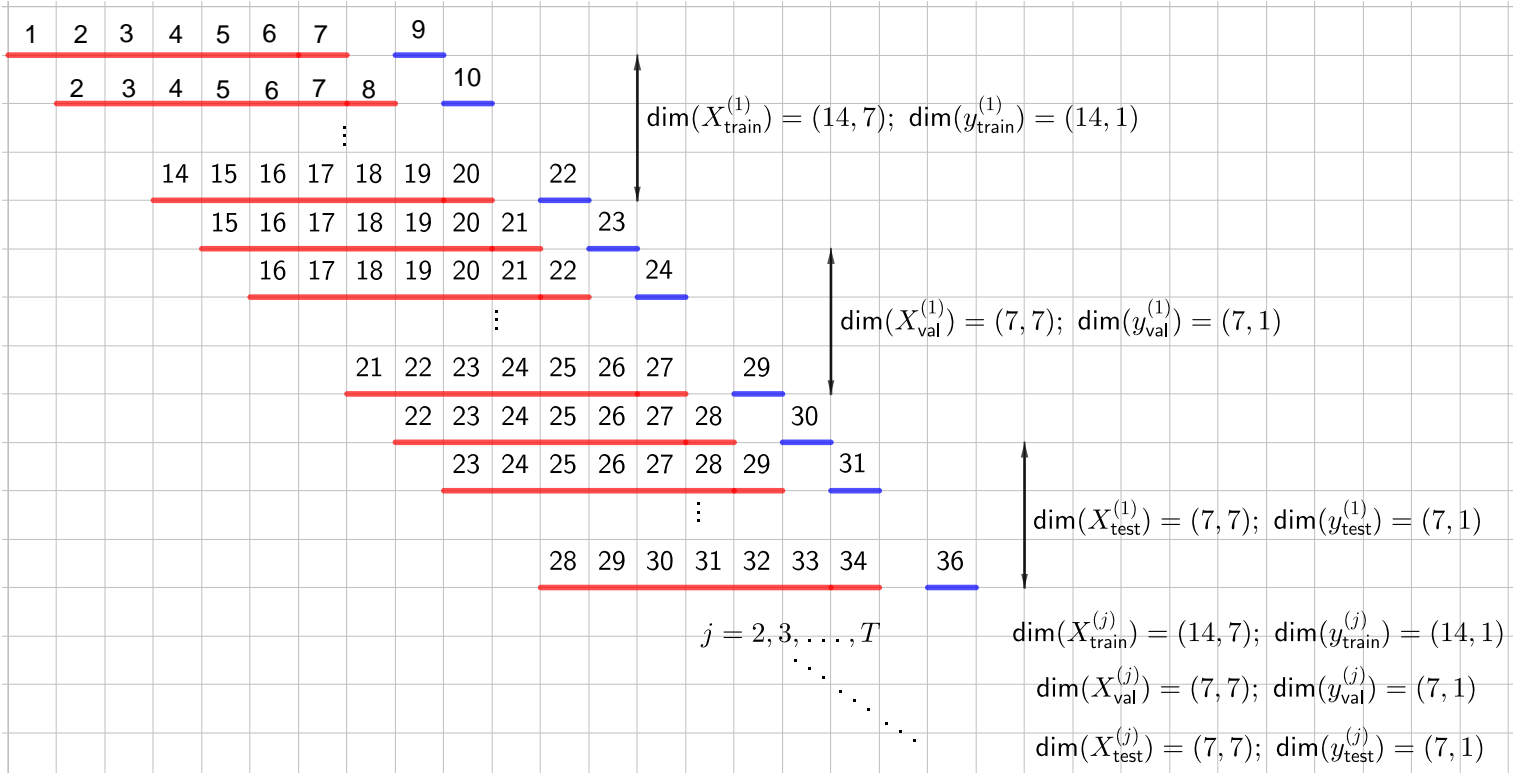 1 2 3 4 5 6 7 9
2 3 4 5 6 7 8 10
dim(X_train^(1)) = (14, 7); dim(y_train^(1)) = (14, 1)
⋮
14 15 16 17 18 19 20 22
15 16 17 18 19 20 21 23
16 17 18 19 20 21 22 24
⋮
dim(X_val^(1)) = (7, 7); dim(y_val^(1)) = (7, 1)
21 22 23 24 25 26 27 29
22 23 24 25 26 27 28 30
23 24 25 26 27 28 29 31
⋮
dim(X_test^(1)) = (7, 7); dim(y_test^(1)) = (7, 1)
28 29 30 31 32 33 34 36
j = 2, 3, . . . , T
dim(X_train^(j)) = (14, 7); dim(y_train^(j)) = (14, 1)
dim(X_val^(j)) = (7, 7); dim(y_val^(j)) = (7, 1)
dim(X_test^(j)) = (7, 7); dim(y_test^(j)) = (7, 1)